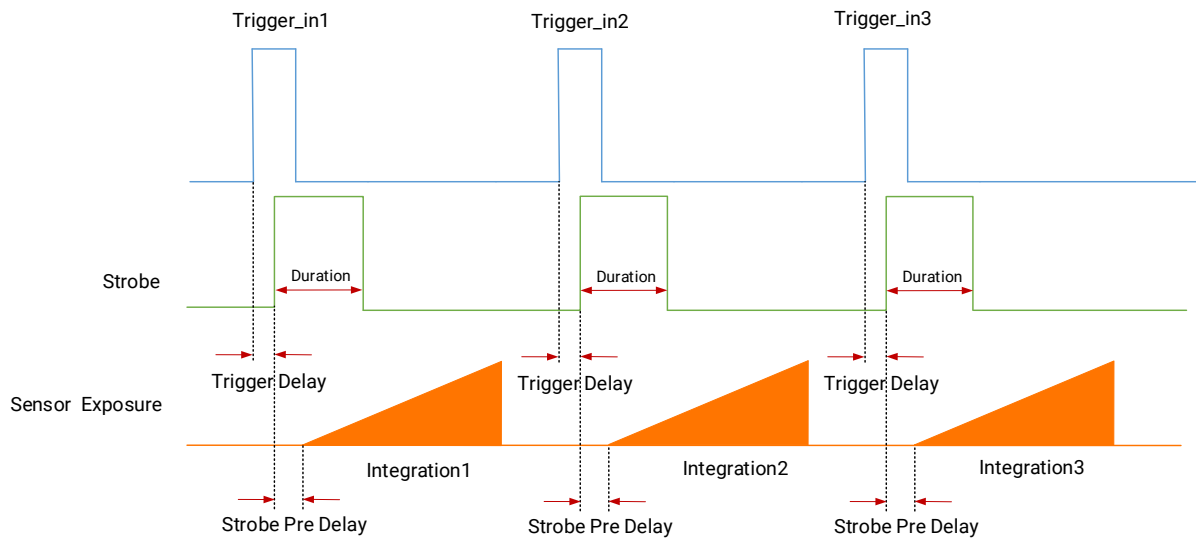 Trigger_in1
Trigger_in2
Trigger_in3
Strobe
Duration
Duration
Duration
Trigger Delay
Trigger Delay
Trigger Delay
Sensor Exposure
Integration1
Integration2
Integration3
Strobe Pre Delay
Strobe Pre Delay
Strobe Pre Delay